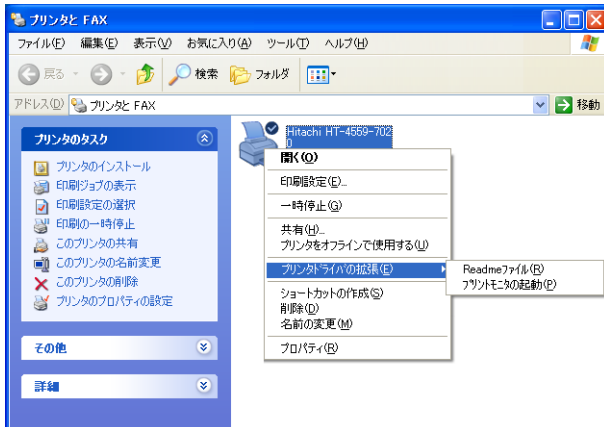 プリンタと FAX
ファイル(F) 編集(E) 表示(V) お気に入り(A) ツール(T) ヘルプ(H)
戻る 検索 フォルダ
アドレス(D) プリンタと FAX 移動
プリンタのタスク
プリンタのインストール
印刷ジョブの表示
印刷設定の選択
印刷の一時停止
このプリンタの共有
このプリンタの名前変更
このプリンタの削除
プリンタのプロパティの設定
その他
詳細
Hitachi HT-4559-702
0
開く(O)
印刷設定(E)...
一時停止(G)
共有(H)...
プリンタをオフラインで使用する(U)
プリンタドライバの拡張(E)
ショートカットの作成(S)
削除(D)
名前の変更(M)
プロパティ(R)
Readmeファイル(R)
プリントモニタの起動(P)